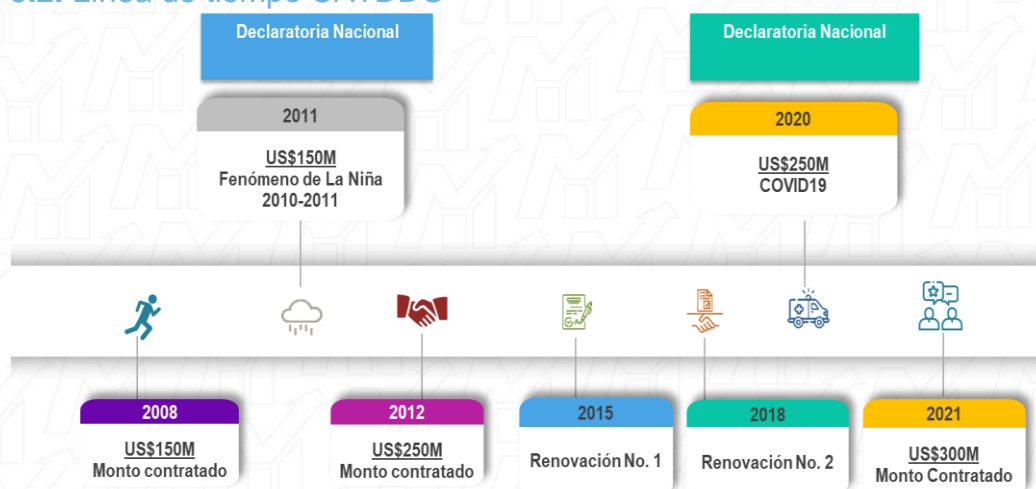 Declaratoria Nacional
Declaratoria Nacional
2011
US$150M
Fenómeno de La Niña
2010-2011
2020
US$250M
COVID19
2008
US$150M
Monto contratado
2012
US$250M
Monto contratado
2015
Renovación No. 1
2018
Renovación No. 2
2021
US$300M
Monto Contratado